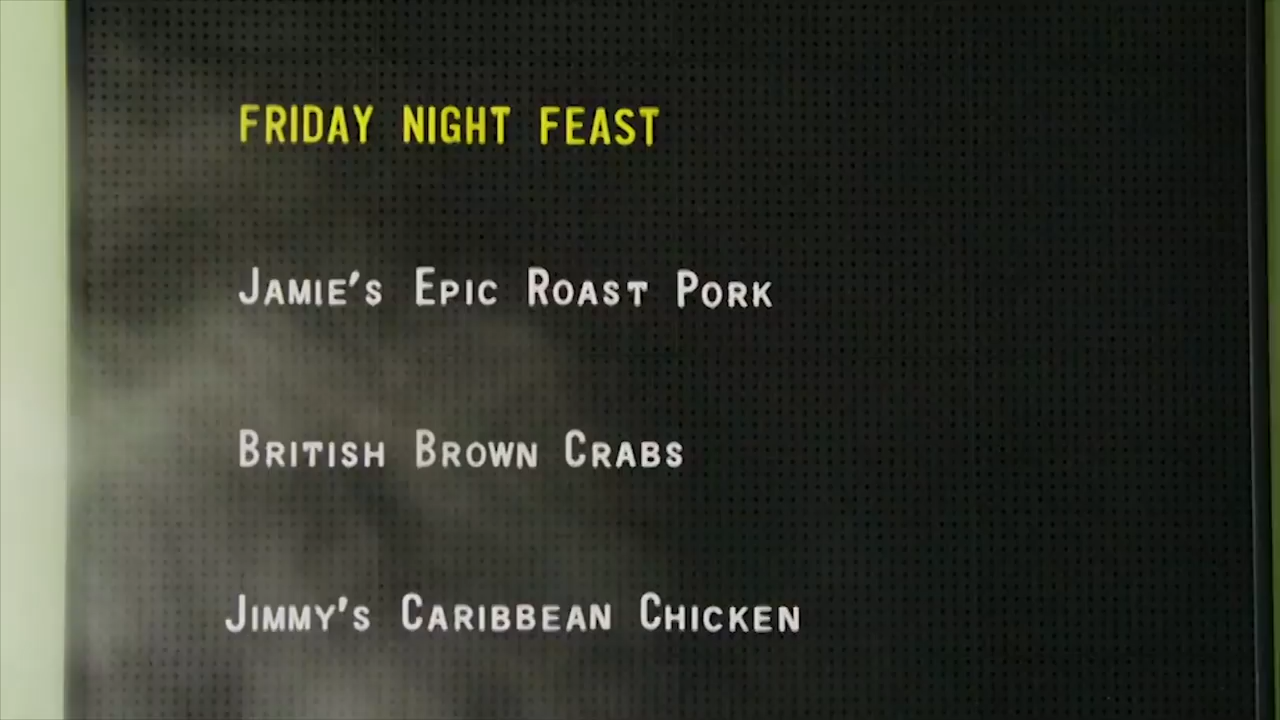 FRIDAY NIGHT FEAST
JAMIE'S EPIC ROAST PORK
BRITISH BROWN CRABS
JIMMY'S CARIBBEAN CHICKEN